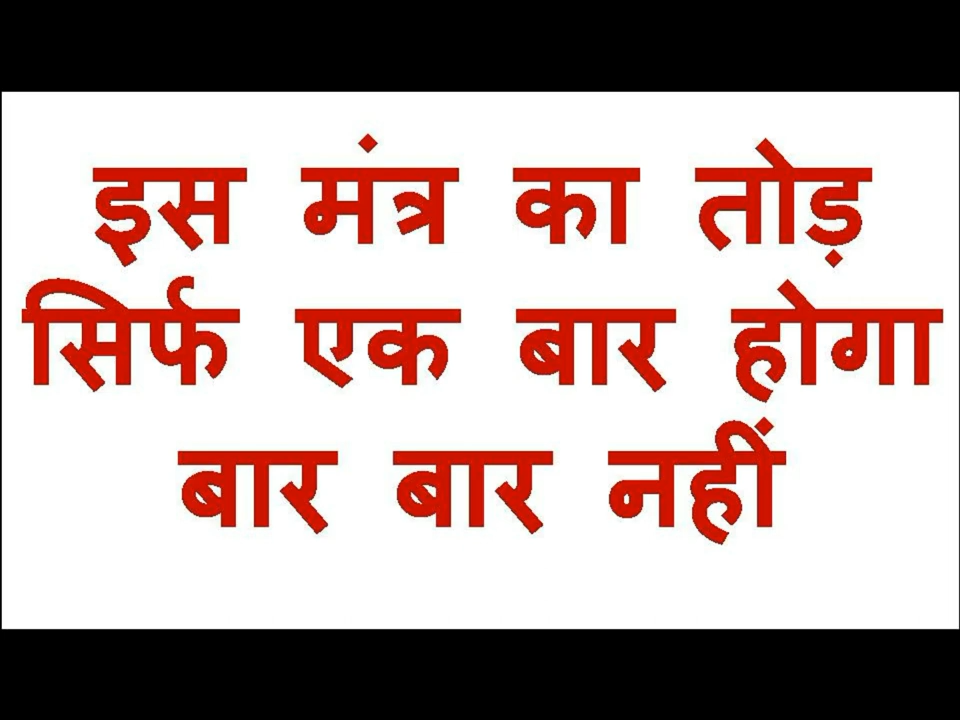 इस मंत्र का तोड़
सिर्फ एक बार होगा
बार बार नहीं